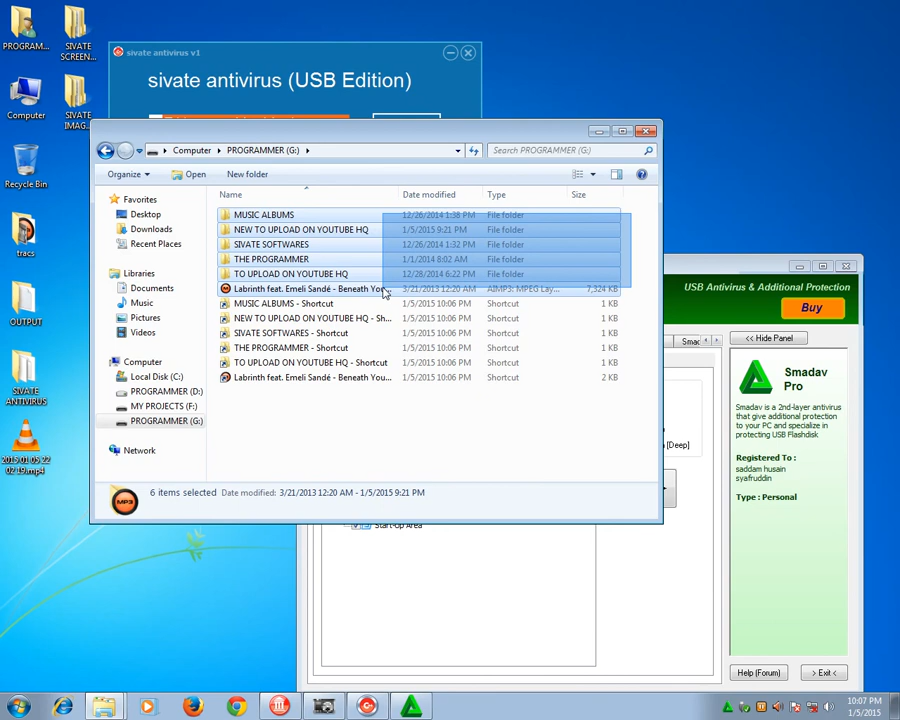 PROGRAM...
SIVATE
SCREEN...
Computer
SIVATE
IMAG...
Recycle Bin
tracs
OUTPUT
SIVATE
ANTIVIRUS
2015 01 05 22
02 19.mp4
sivate antivirus v1
sivate antivirus (USB Edition)
Computer
PROGRAMMER (G:)
Search PROGRAMMER (G:)
Organize
Open
New folder
Favorites
Desktop
Downloads
Recent Places
Libraries
Documents
Music
Pictures
Videos
Computer
Local Disk (C:)
PROGRAMMER (D:)
MY PROJECTS (F:)
PROGRAMMER (G:)
Network
Name Date modified Type Size
MUSIC ALBUMS 12/26/2014 1:38 PM File folder
NEW TO UPLOAD ON YOUTUBE HQ 1/5/2015 9:21 PM File folder
SIVATE SOFTWARES 12/26/2014 1:32 PM File folder
THE PROGRAMMER 1/1/2014 8:02 AM File folder
TO UPLOAD ON YOUTUBE HQ 12/28/2014 6:22 PM File folder
Labrinth feat. Emeli Sandé - Beneath You... 3/21/2013 12:20 AM AIMP3: MPEG Lay... 7,324 KB
MUSIC ALBUMS - Shortcut 1/5/2015 10:06 PM Shortcut 1 KB
NEW TO UPLOAD ON YOUTUBE HQ - Sh... 1/5/2015 10:06 PM Shortcut 1 KB
SIVATE SOFTWARES - Shortcut 1/5/2015 10:06 PM Shortcut 1 KB
THE PROGRAMMER - Shortcut 1/5/2015 10:06 PM Shortcut 1 KB
TO UPLOAD ON YOUTUBE HQ - Shortcut 1/5/2015 10:06 PM Shortcut 1 KB
Labrinth feat. Emeli Sandé - Beneath You... 1/5/2015 10:06 PM Shortcut 2 KB
MP3
6 items selected Date modified: 3/21/2013 12:20 AM - 1/5/2015 9:21 PM
USB Antivirus & Additional Protection
Buy
Smac
<< Hide Panel
Smadav
Pro
Smadav is a 2nd-layer antivirus
that give additional protection
to your PC and specialize in
protecting USB Flashdisk
Registered To :
saddam husain
syafruddin
Type : Personal
[Deep]
Start-Up Area
Help (Forum)
> Exit <
10:07 PM
1/5/2015